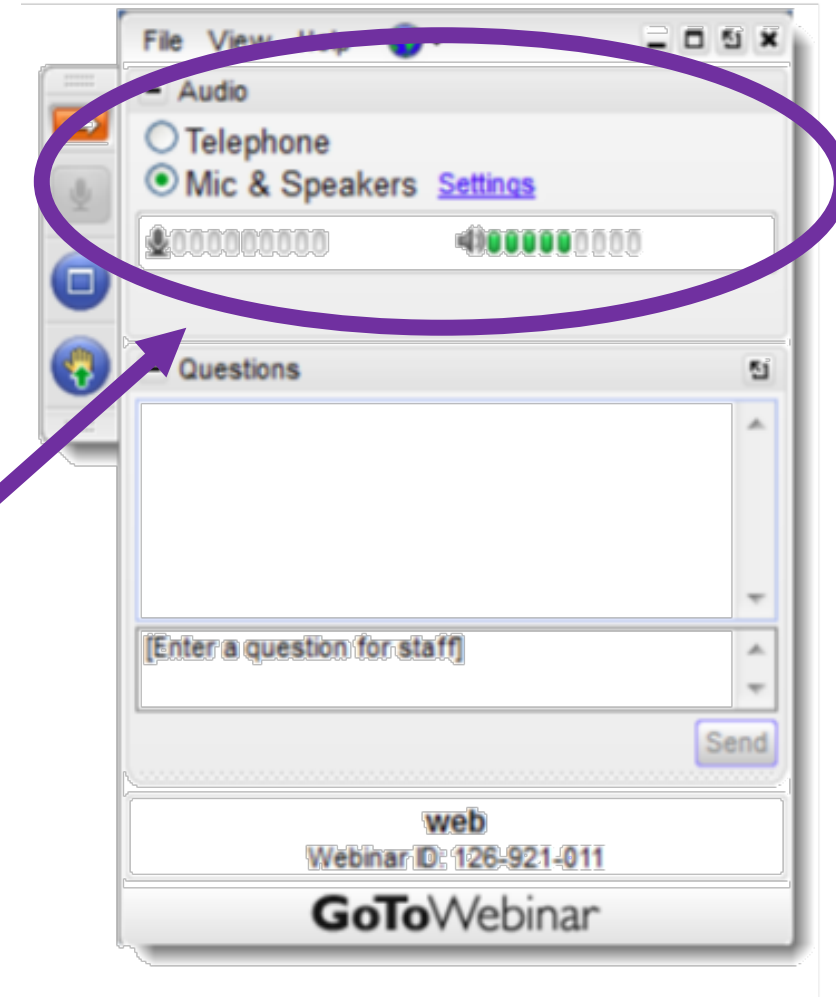 File View Help
Audio
Telephone
Mic & Speakers Settings
Questions
[Enter a question for staff]
Send
web
Webinar ID: 126-921-011
GoToWebinar